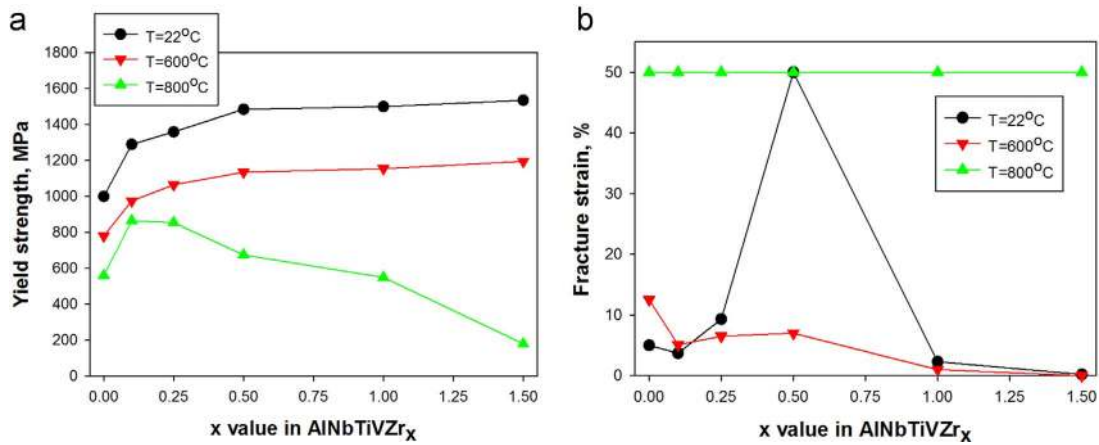 a
T=22°C
T=600°C
T=800°C
1800
1600
1400
1200
1000
800
600
400
200
0
Yield strength, MPa
0.00 0.25 0.50 0.75 1.00 1.25 1.50
x value in AlNbTiVZrx
b
50
40
30
20
10
0
Fracture strain, %
T=22°C
T=600°C
T=800°C
0.00 0.25 0.50 0.75 1.00 1.25 1.50
x value in AlNbTiVZrx